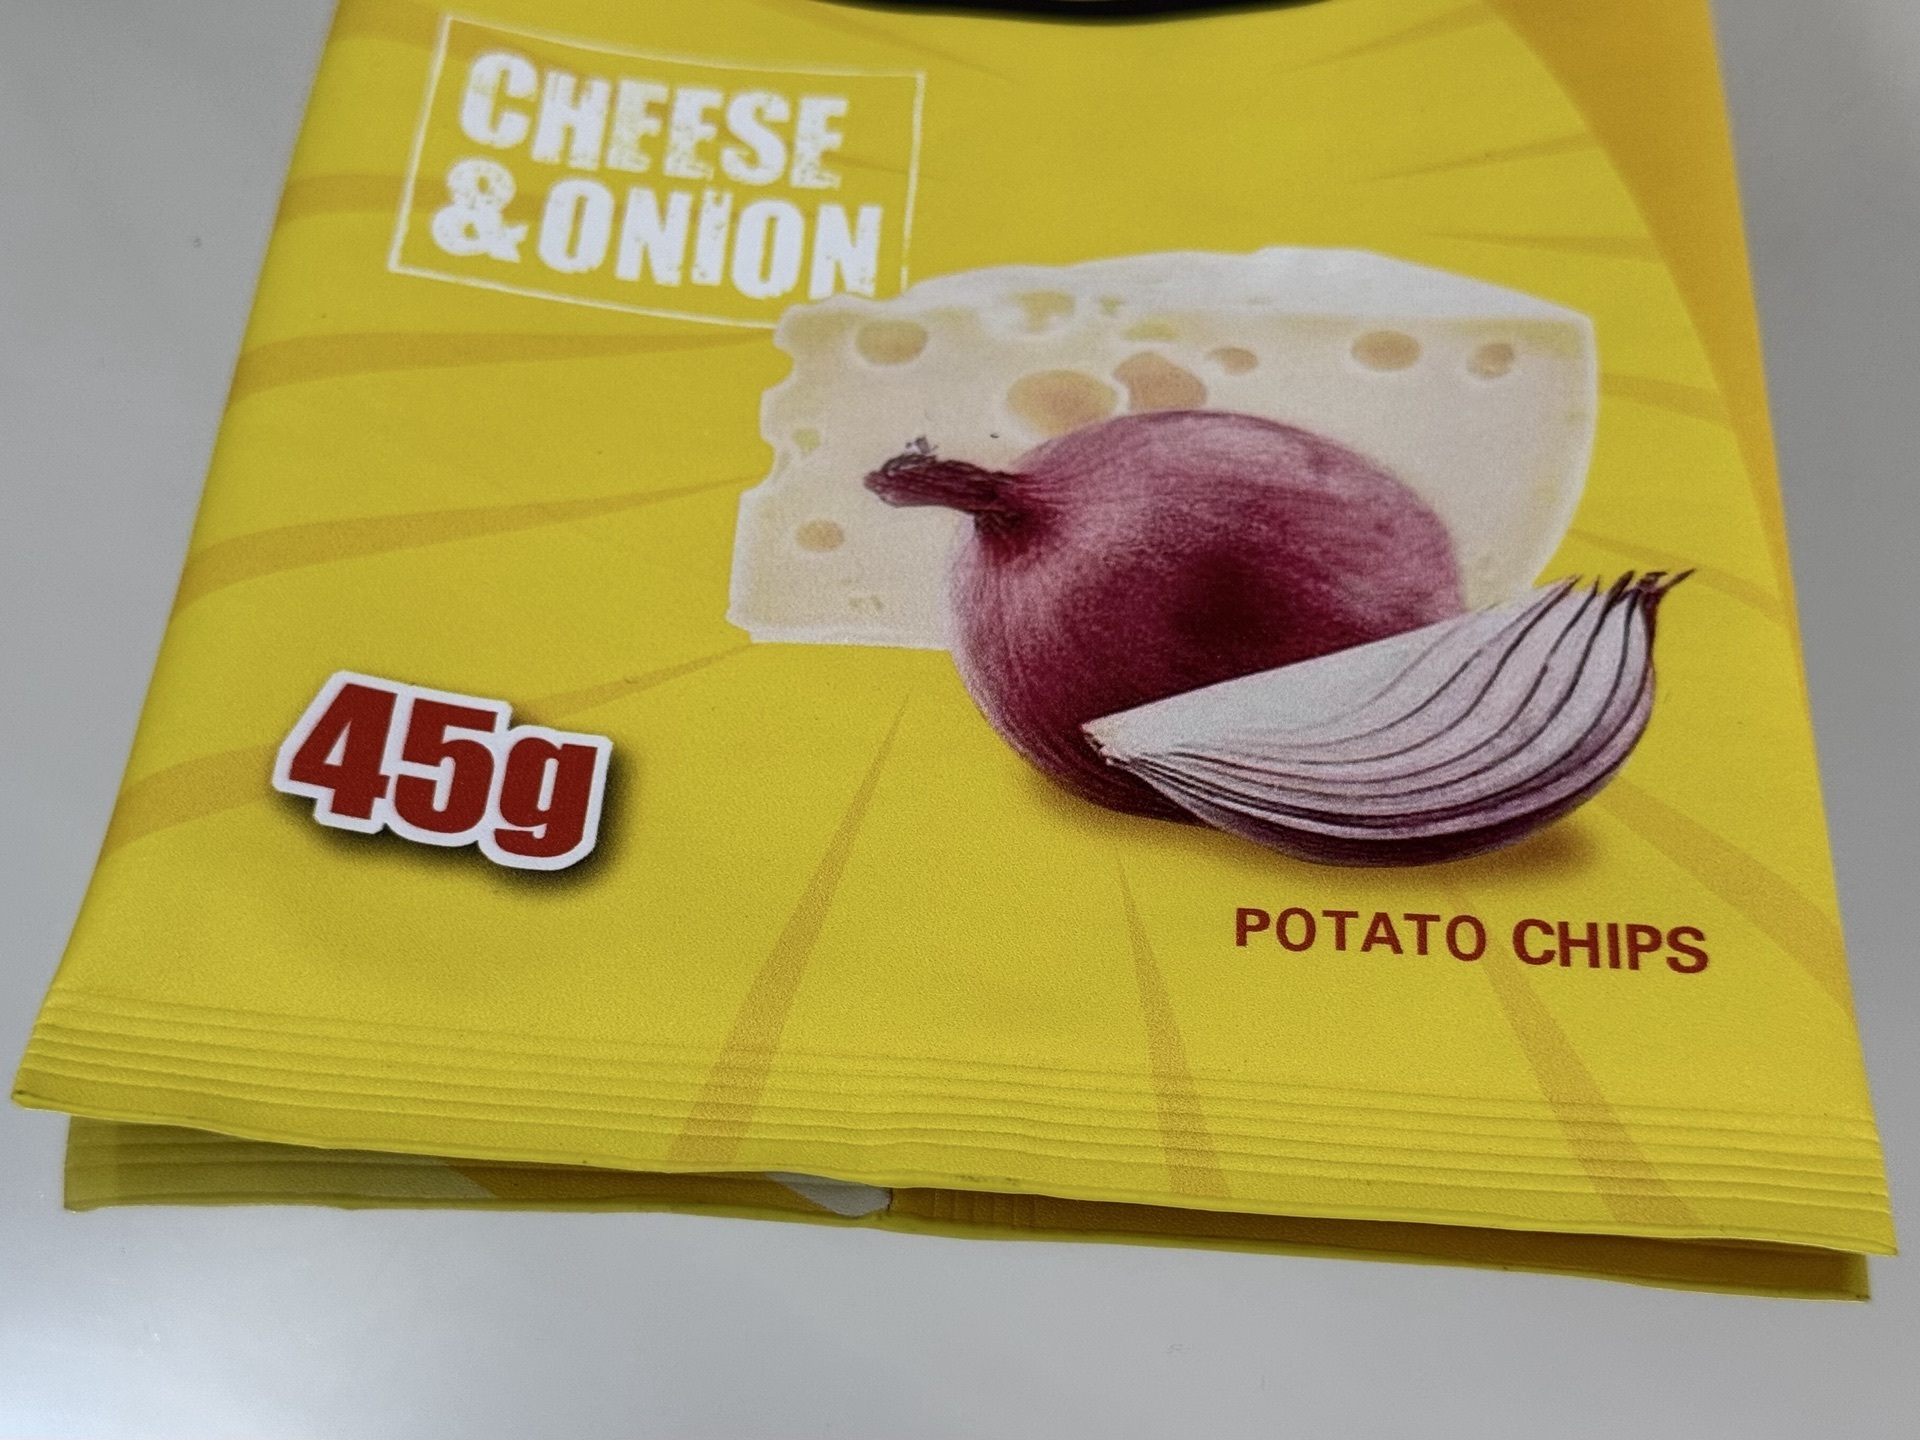 CHEESE
&ONION
45g
POTATO CHIPS